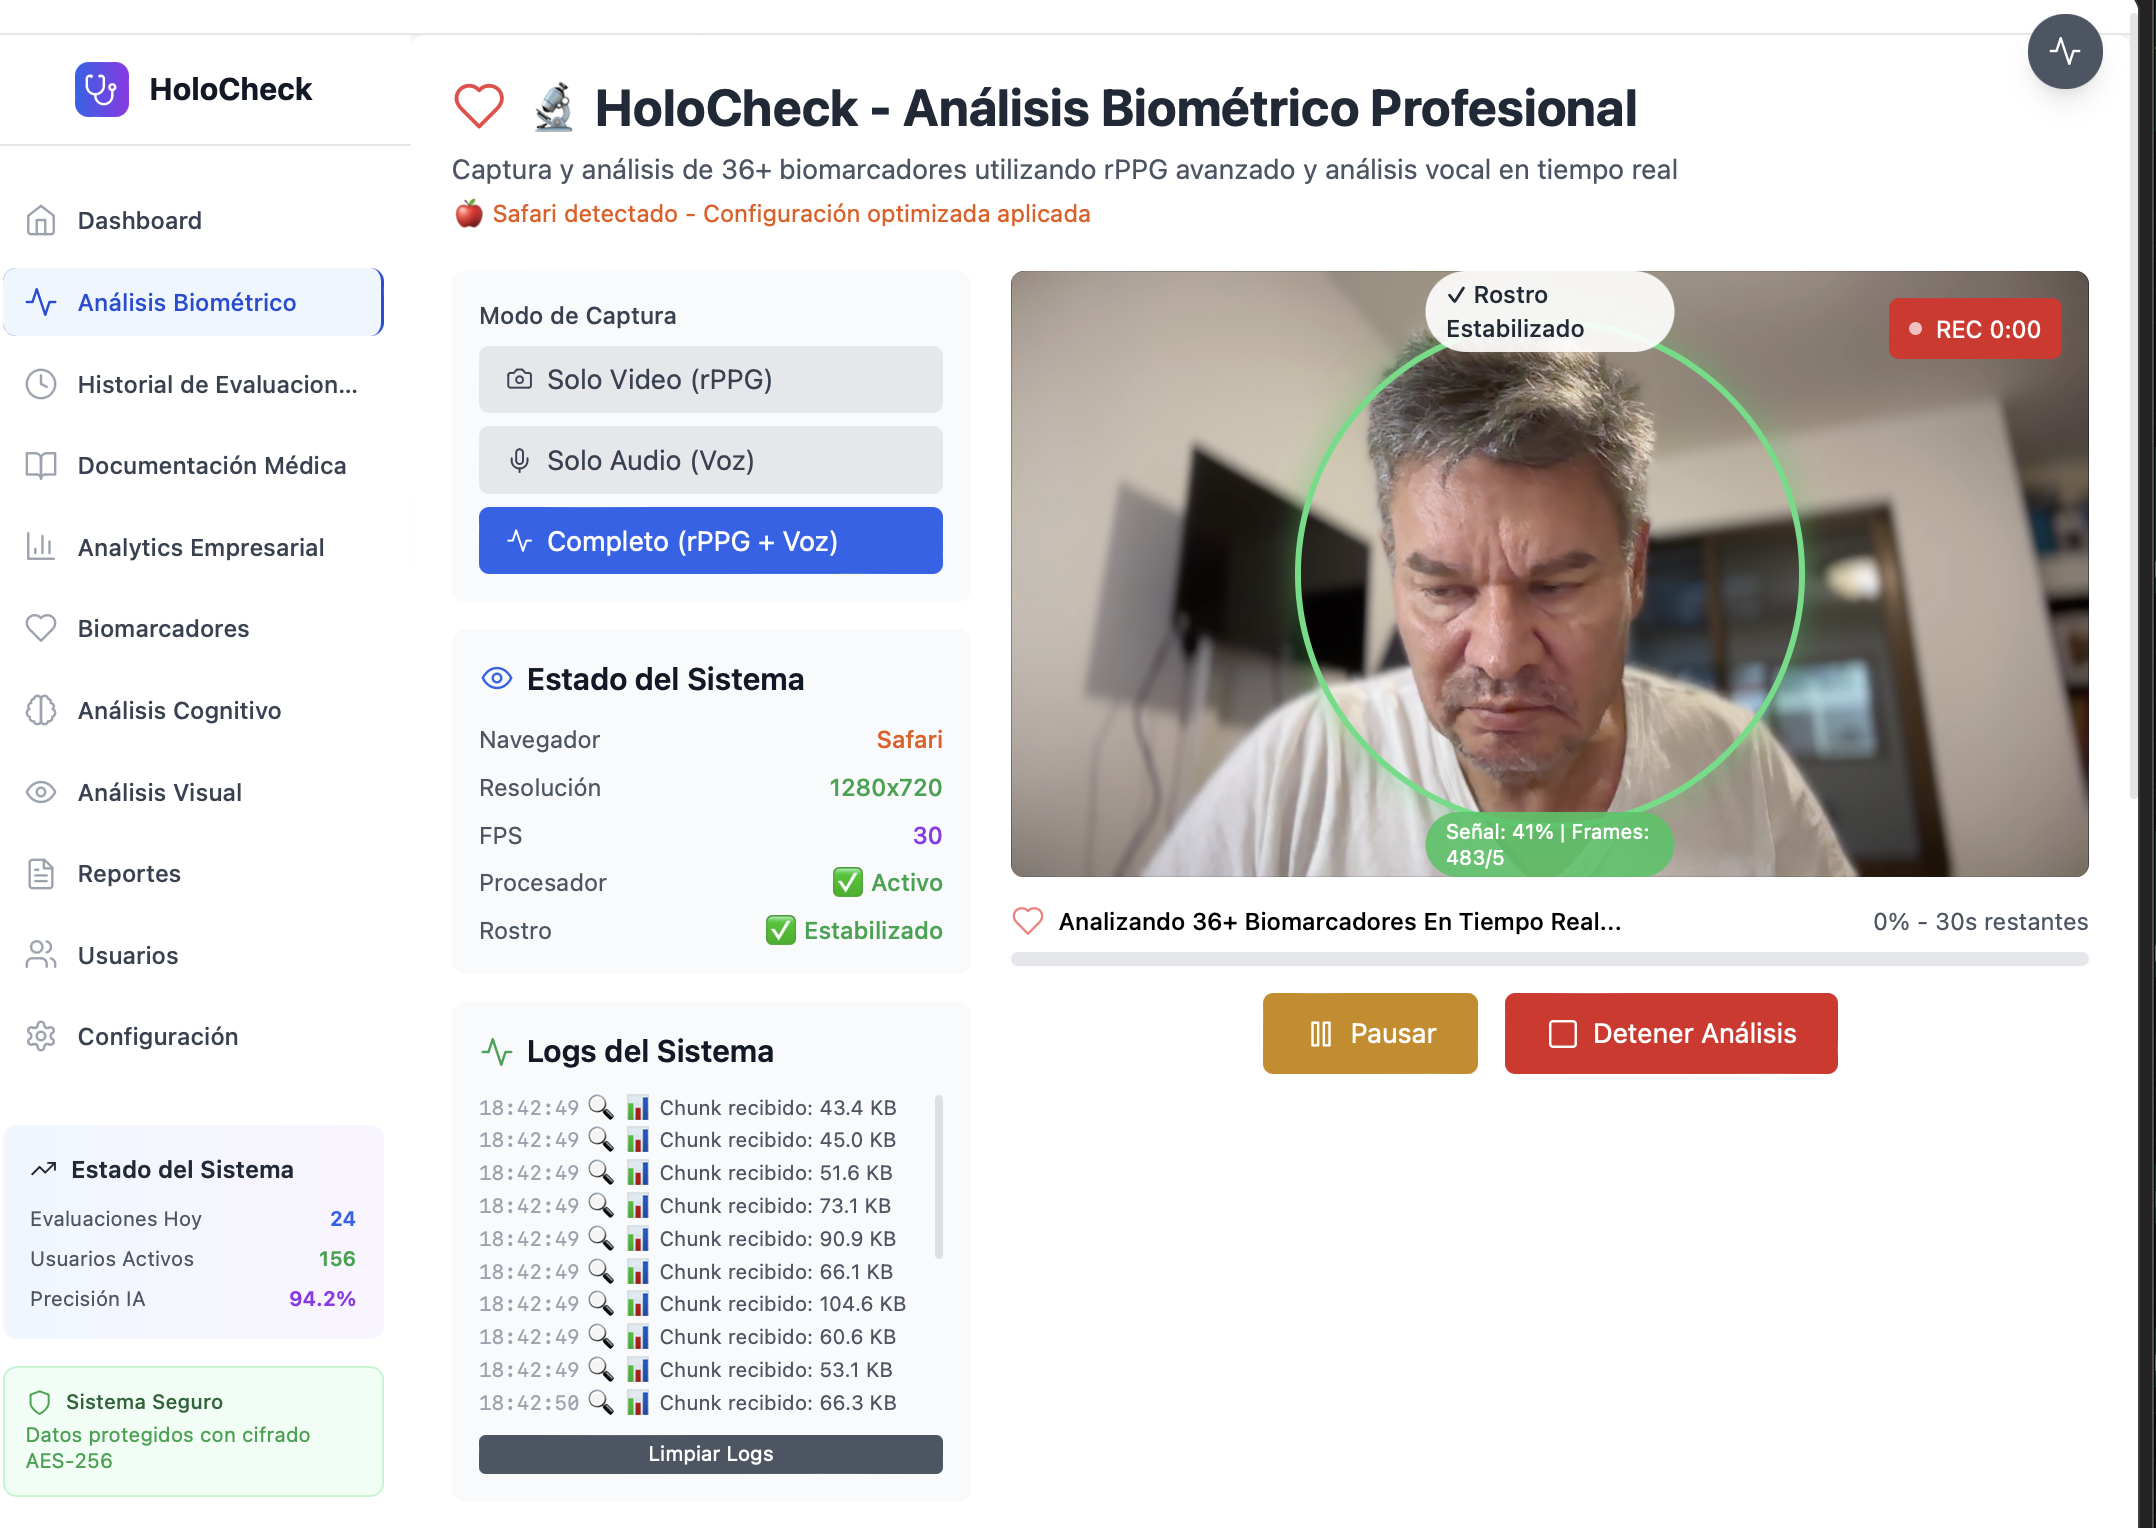 HoloCheck
Dashboard
Análisis Biométrico
Historial de Evaluacion...
Documentación Médica
Analytics Empresarial
Biomarcadores
Análisis Cognitivo
Análisis Visual
Reportes
Usuarios
Configuración
Estado del Sistema
Evaluaciones Hoy 24
Usuarios Activos 156
Precisión IA 94.2%
Sistema Seguro
Datos protegidos con cifrado
AES-256
HoloCheck - Análisis Biométrico Profesional
Captura y análisis de 36+ biomarcadores utilizando rPPG avanzado y análisis vocal en tiempo real
Safari detectado - Configuración optimizada aplicada
Modo de Captura
Solo Video (rPPG)
Solo Audio (Voz)
Completo (rPPG + Voz)
Estado del Sistema
Navegador Safari
Resolución 1280x720
FPS 30
Procesador ✅ Activo
Rostro ✅ Estabilizado
Logs del Sistema
18:42:49 🔍 📊 Chunk recibido: 43.4 KB
18:42:49 🔍 📊 Chunk recibido: 45.0 KB
18:42:49 🔍 📊 Chunk recibido: 51.6 KB
18:42:49 🔍 📊 Chunk recibido: 73.1 KB
18:42:49 🔍 📊 Chunk recibido: 90.9 KB
18:42:49 🔍 📊 Chunk recibido: 66.1 KB
18:42:49 🔍 📊 Chunk recibido: 104.6 KB
18:42:49 🔍 📊 Chunk recibido: 60.6 KB
18:42:49 🔍 📊 Chunk recibido: 53.1 KB
18:42:50 🔍 📊 Chunk recibido: 66.3 KB
Limpiar Logs
✓ Rostro
Estabilizado
REC 0:00
Señal: 41% | Frames:
483/5
Analizando 36+ Biomarcadores En Tiempo Real...
0% - 30s restantes
Pausar
Detener Análisis